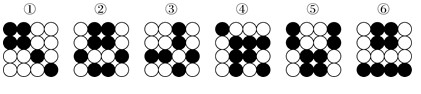 ① ② ③ ④ ⑤ ⑥